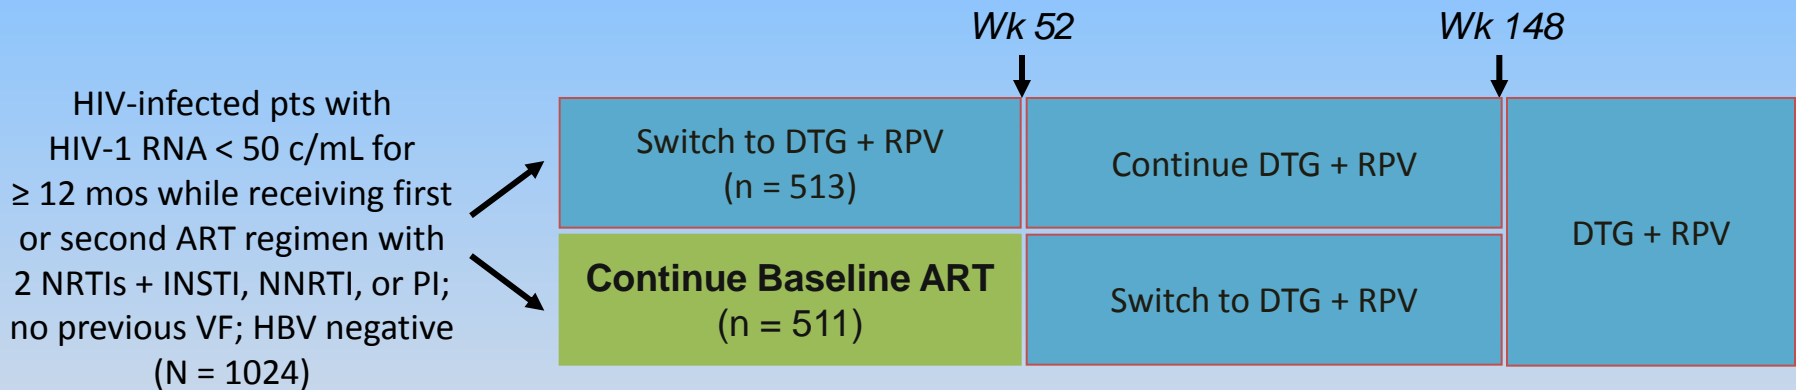 Wk 52
Wk 148
HIV-infected pts with
HIV-1 RNA < 50 c/mL for
≥ 12 mos while receiving first
or second ART regimen with
2 NRTIs + INSTI, NNRTI, or PI;
no previous VF; HBV negative
(N = 1024)
Switch to DTG + RPV
(n = 513)
Continue DTG + RPV
Continue Baseline ART
(n = 511)
Switch to DTG + RPV
DTG + RPV